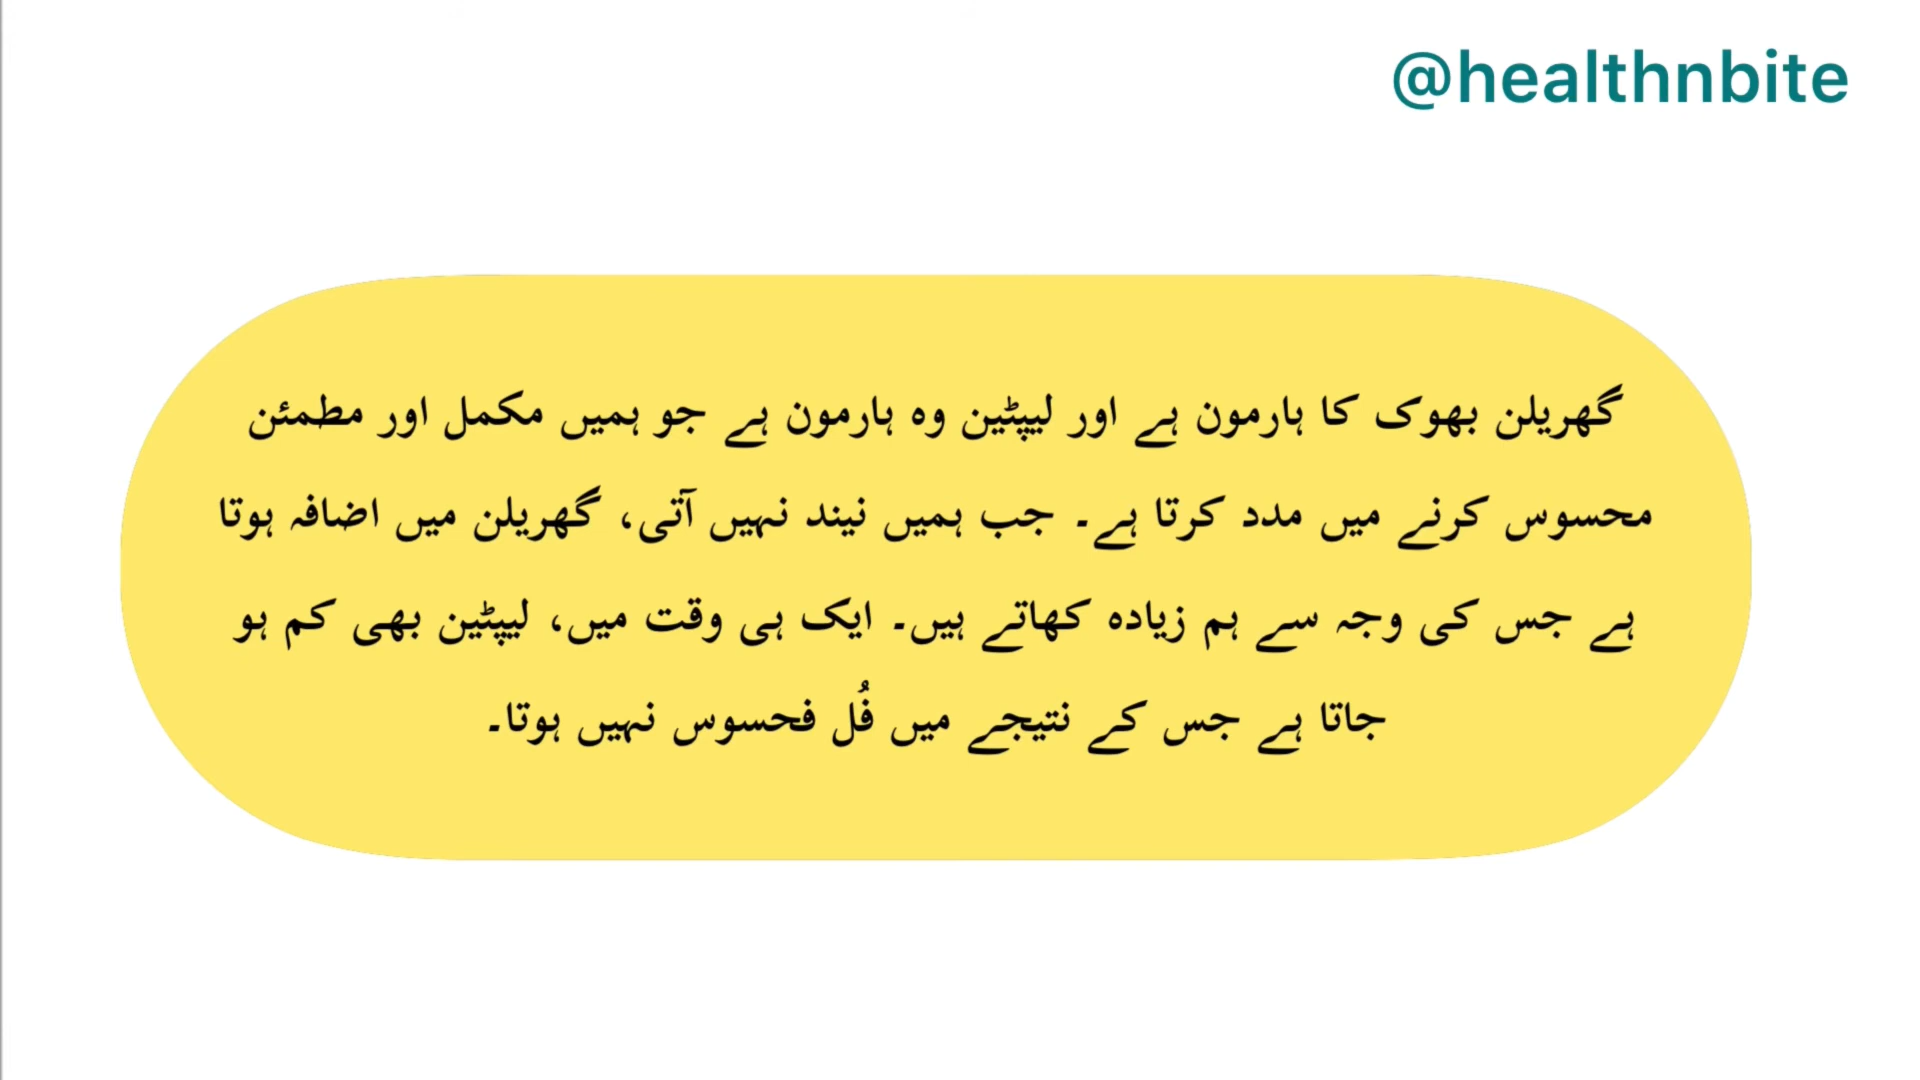 @healthnbite
گھریلن بھوک کا ہارمون ہے اور لیپٹین وہ ہارمون ہے جو ہمیں مکمل اور مطمئن
محسوس کرنے میں مدد کرتا ہے۔ جب ہمیں نیند نہیں آتی، گھریلن میں اضافہ ہوتا
ہے جس کی وجہ سے ہم زیادہ کھاتے ہیں۔ ایک ہی وقت میں، لیپٹین بھی کم ہو
جاتا ہے جس کے نتیجے میں فُل فحسوس نہیں ہوتا۔